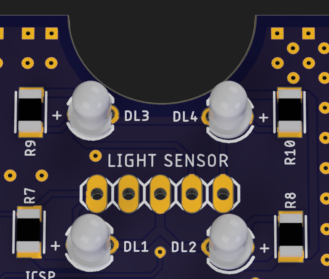 + DL3 DL4 +
R9 R10
LIGHT SENSOR
R7 R8
+ DL1 DL2 +
ICSP